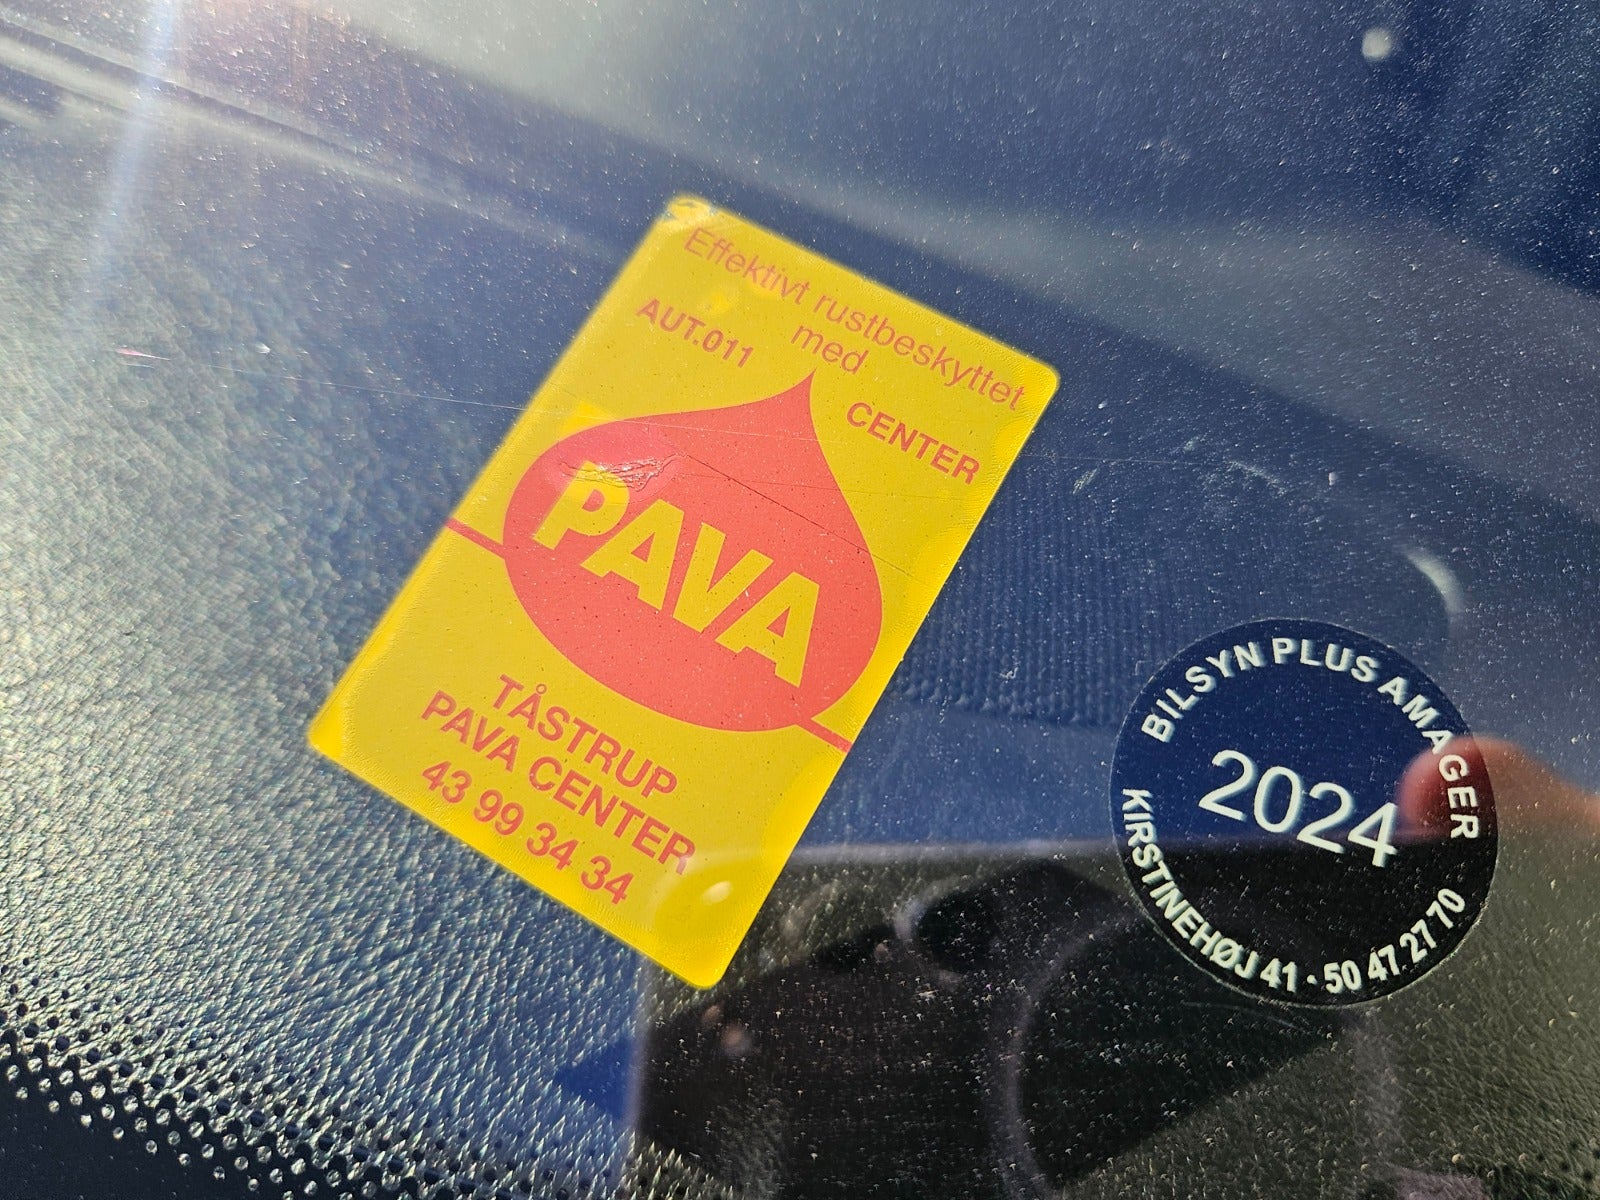 Effektivt rustbeskyttet
med
AUT.011 CENTER
PAVA
TÅSTRUP
PAVA CENTER
43 99 34 34
BILSYN PLUS AMAGER
2024
KIRSTINEHØJ 41 · 50 47 27 70